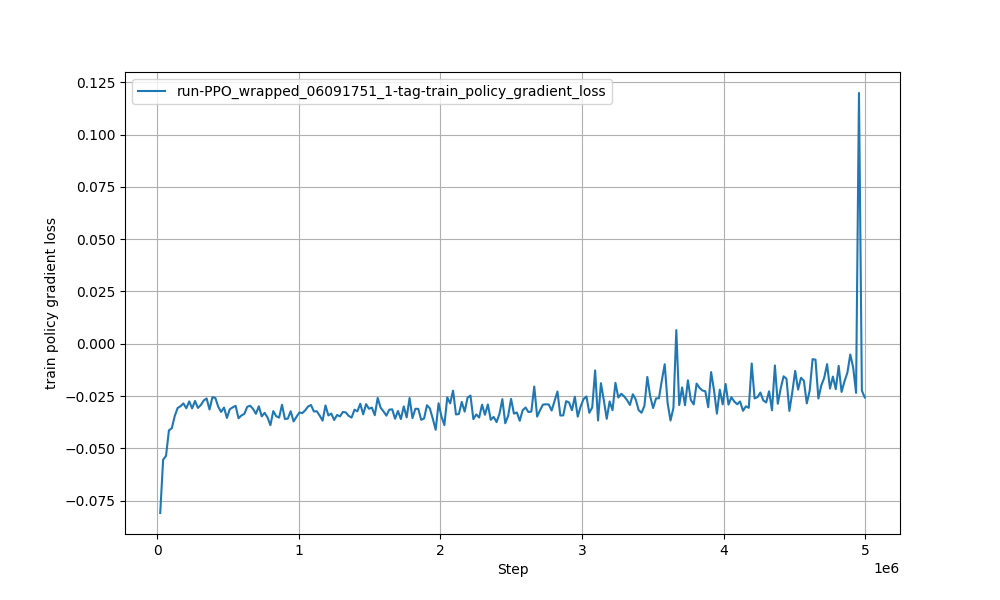 run-PPO_wrapped_06091751_1-tag-train_policy_gradient_loss
0.125
0.100
0.075
0.050
0.025
0.000
−0.025
−0.050
−0.075
train policy gradient loss
0 1 2 3 4 5
1e6
Step